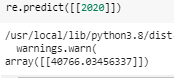 re.predict([[2020]])
/usr/local/lib/python3.8/dist
warnings.warn(
array([[40766.03456337]])